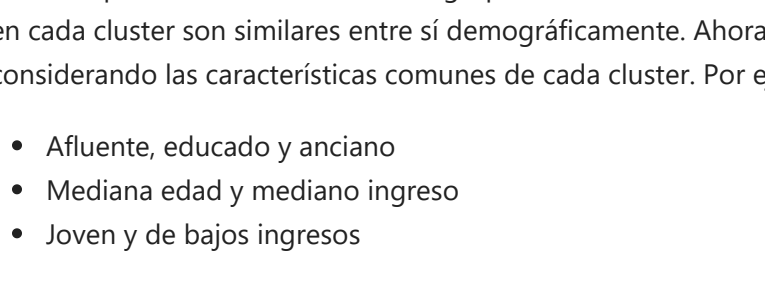 en cada cluster son similares entre sí demográficamente. Ahora
considerando las características comunes de cada cluster. Por
• Afluente, educado y anciano
• Mediana edad y mediano ingreso
• Joven y de bajos ingresos